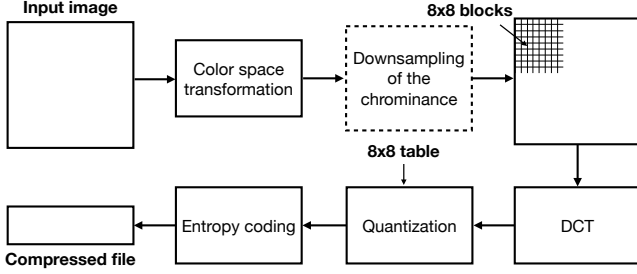 Input image
8x8 blocks
Color space
transformation
Downsampling
of the
chrominance
8x8 table
Entropy coding
Quantization
DCT
Compressed file